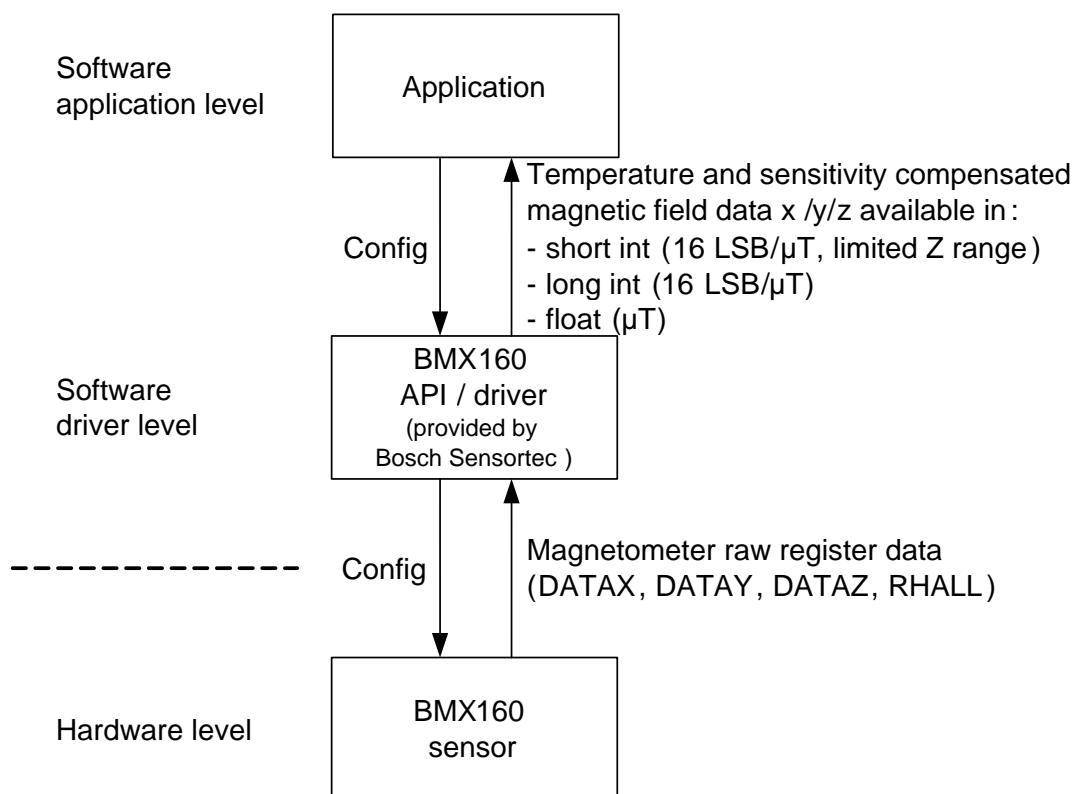 Software
application level
Application
Temperature and sensitivity compensated
magnetic field data x /y/z available in :
- short int (16 LSB/µT, limited Z range)
- long int (16 LSB/µT)
- float (µT)
Config
Software
driver level
BMX160
API / driver
(provided by
Bosch Sensortec )
Config
Magnetometer raw register data
(DATAX, DATAY, DATAZ, RHALL)
Hardware level
BMX160
sensor